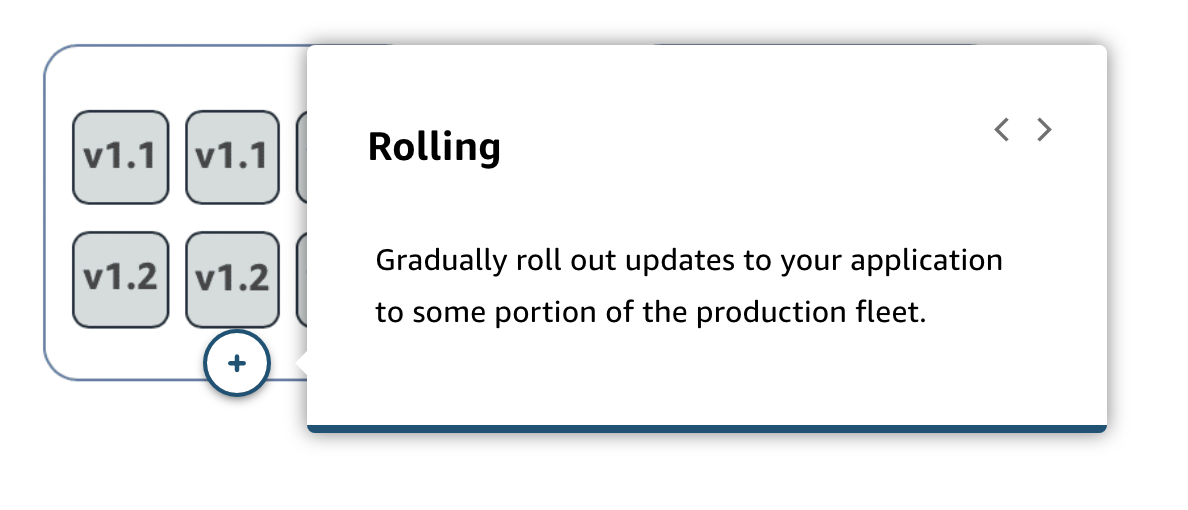 v1.1 v1.1
v1.2 v1.2
Rolling
Gradually roll out updates to your application
to some portion of the production fleet.